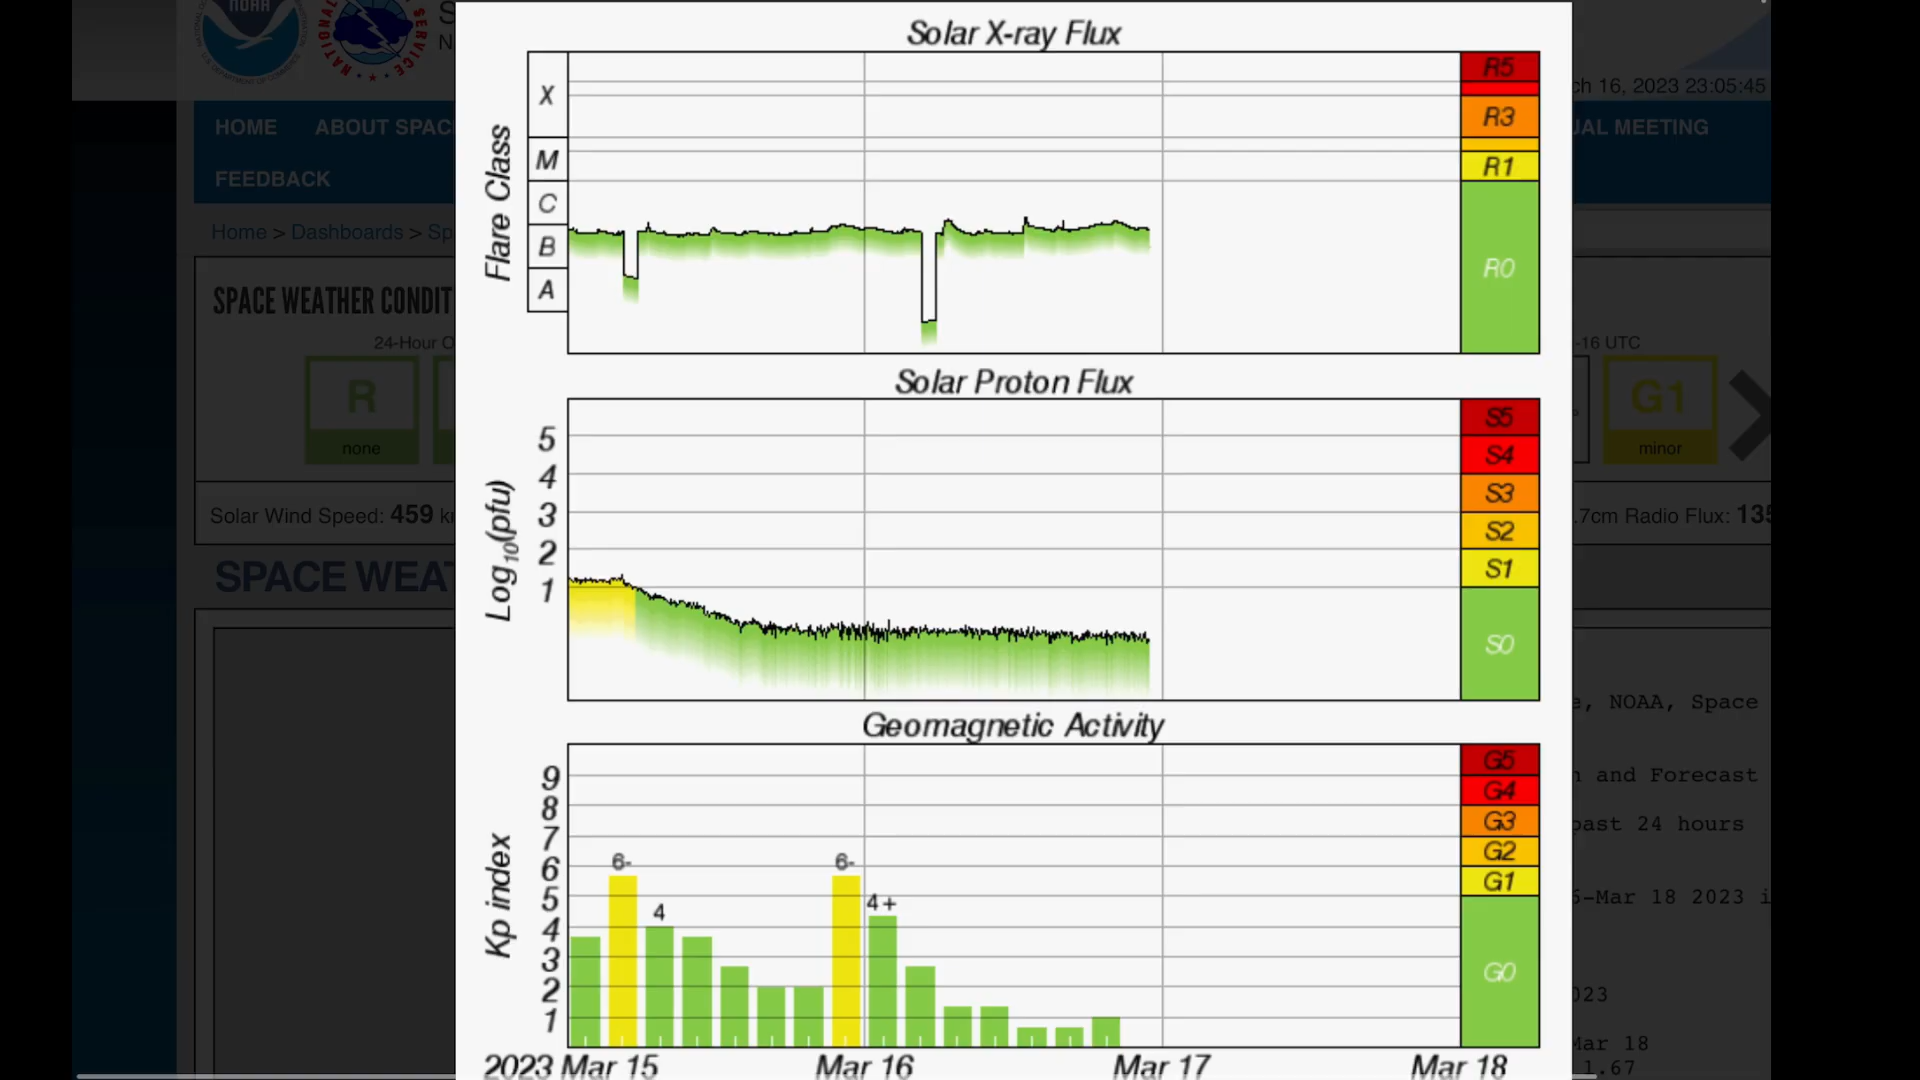 NOAA
Solar X-ray Flux
R5
X
R3
M
R1
C
Flare Class
B
A
R0
ch 16, 2023 23:05:45
HOME ABOUT SPAC
UAL MEETING
FEEDBACK
Home > Dashboards > Sp
SPACE WEATHER CONDIT
24-Hour O
-16 UTC
R
none
G1
minor
Solar Proton Flux
S5
5
S4
4
S3
3
S2
2
S1
1
Log10(pfu)
S0
Solar Wind Speed: 459 k
.7cm Radio Flux: 135
SPACE WEAT
e, NOAA, Space
n and Forecast
past 24 hours
-Mar 18 2023 i
023
Mar 18
1.67
Geomagnetic Activity
G5
9
G4
8
G3
7
G2
6
G1
5
4
3
2
1
Kp index
G0
6-
4
6-
4+
2023 Mar 15 Mar 16 Mar 17 Mar 18